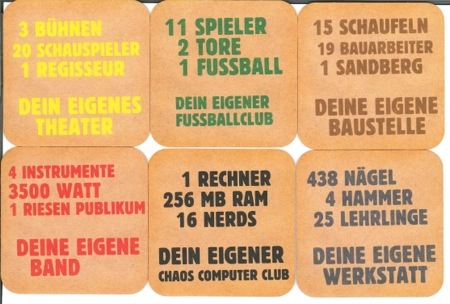 3 BÜHNEN
20 SCHAUSPIELER
1 REGISSEUR
DEIN EIGENES
THEATER
11 SPIELER
2 TORE
1 FUSSBALL
DEIN EIGENER
FUSSBALLCLUB
15 SCHAUFELN
19 BAUARBEITER
1 SANDBERG
DEINE EIGENE
BAUSTELLE
4 INSTRUMENTE
3500 WATT
1 RIESEN PUBLIKUM
DEINE EIGENE
BAND
1 RECHNER
256 MB RAM
16 NERDS
DEIN EIGENER
CHAOS COMPUTER CLUB
438 NÄGEL
4 HAMMER
25 LEHRLINGE
DEINE EIGENE
WERKSTATT